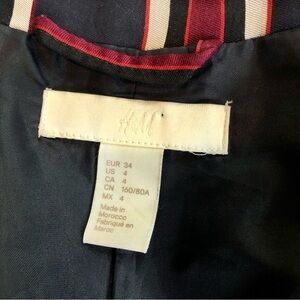 H&M
EUR 34
US 4
CA 4
CN 160/80A
MX 4
Made in
Morocco
Fabriqué en
Maroc